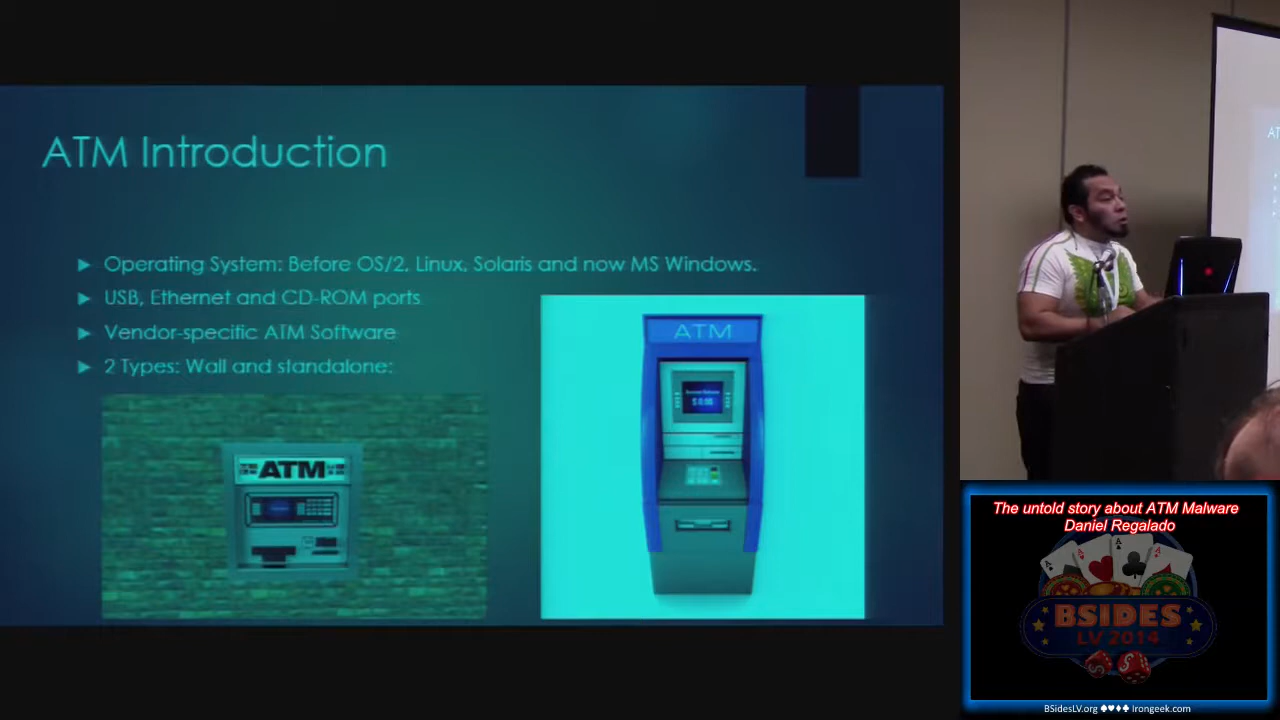 ATM Introduction
Operating System: Before OS/2, Linux, Solaris and now MS Windows.
USB, Ethernet and CD-ROM ports
Vendor-specific ATM Software
2 Types: Wall and standalone:
ATM
ATM
The untold story about ATM Malware
Daniel Regalado
BSIDES
LV 2014
BSidesLV.org ♠♥♦♣ Irongeek.com